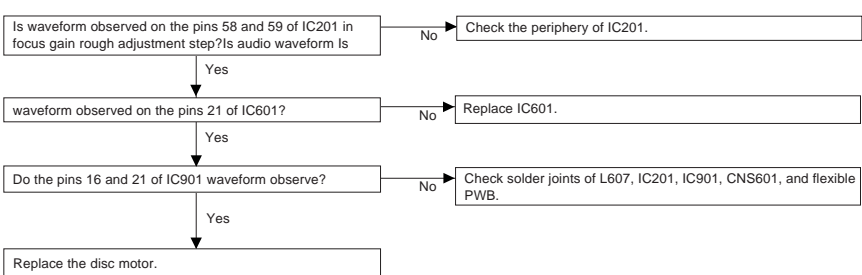 Is waveform observed on the pins 58 and 59 of IC201 in
focus gain rough adjustment step?Is audio waveform Is
No
Check the periphery of IC201.
Yes
waveform observed on the pins 21 of IC601?
No
Replace IC601.
Yes
Do the pins 16 and 21 of IC901 waveform observe?
No
Check solder joints of L607, IC201, IC901, CNS601, and flexible
PWB.
Yes
Replace the disc motor.